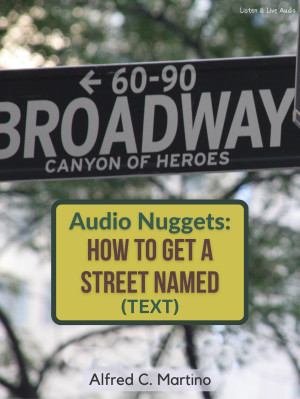 Listen & Live Audio
← 60-90
BROADWAY
CANYON OF HEROES
Audio Nuggets:
HOW TO GET A
STREET NAMED
(TEXT)
Alfred C. Martino